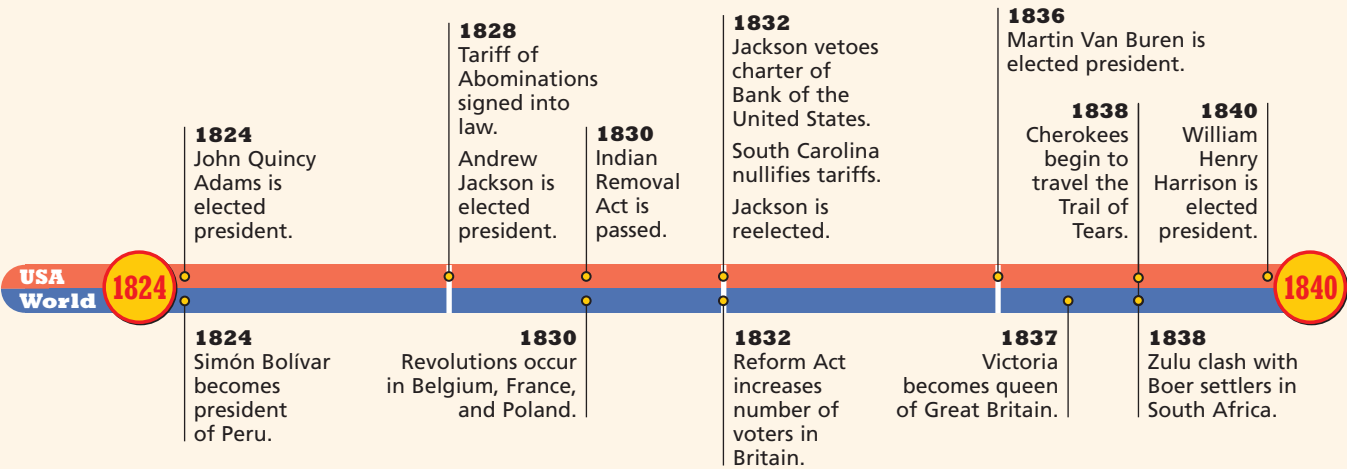 1824
John Quincy
Adams is
elected
president.
1828
Tariff of
Abominations
signed into
law.
Andrew
Jackson is
elected
president.
1830
Indian
Removal
Act is
passed.
1832
Jackson vetoes
charter of
Bank of the
United States.
South Carolina
nullifies tariffs.
Jackson is
reelected.
1836
Martin Van Buren is
elected president.
1838
Cherokees
begin to
travel the
Trail of
Tears.
1840
William
Henry
Harrison is
elected
president.
USA
World
1824
1840
1824
Simón Bolívar
becomes
president
of Peru.
1830
Revolutions occur
in Belgium, France,
and Poland.
1832
Reform Act
increases
number of
voters in
Britain.
1837
Victoria
becomes queen
of Great Britain.
1838
Zulu clash with
Boer settlers in
South Africa.